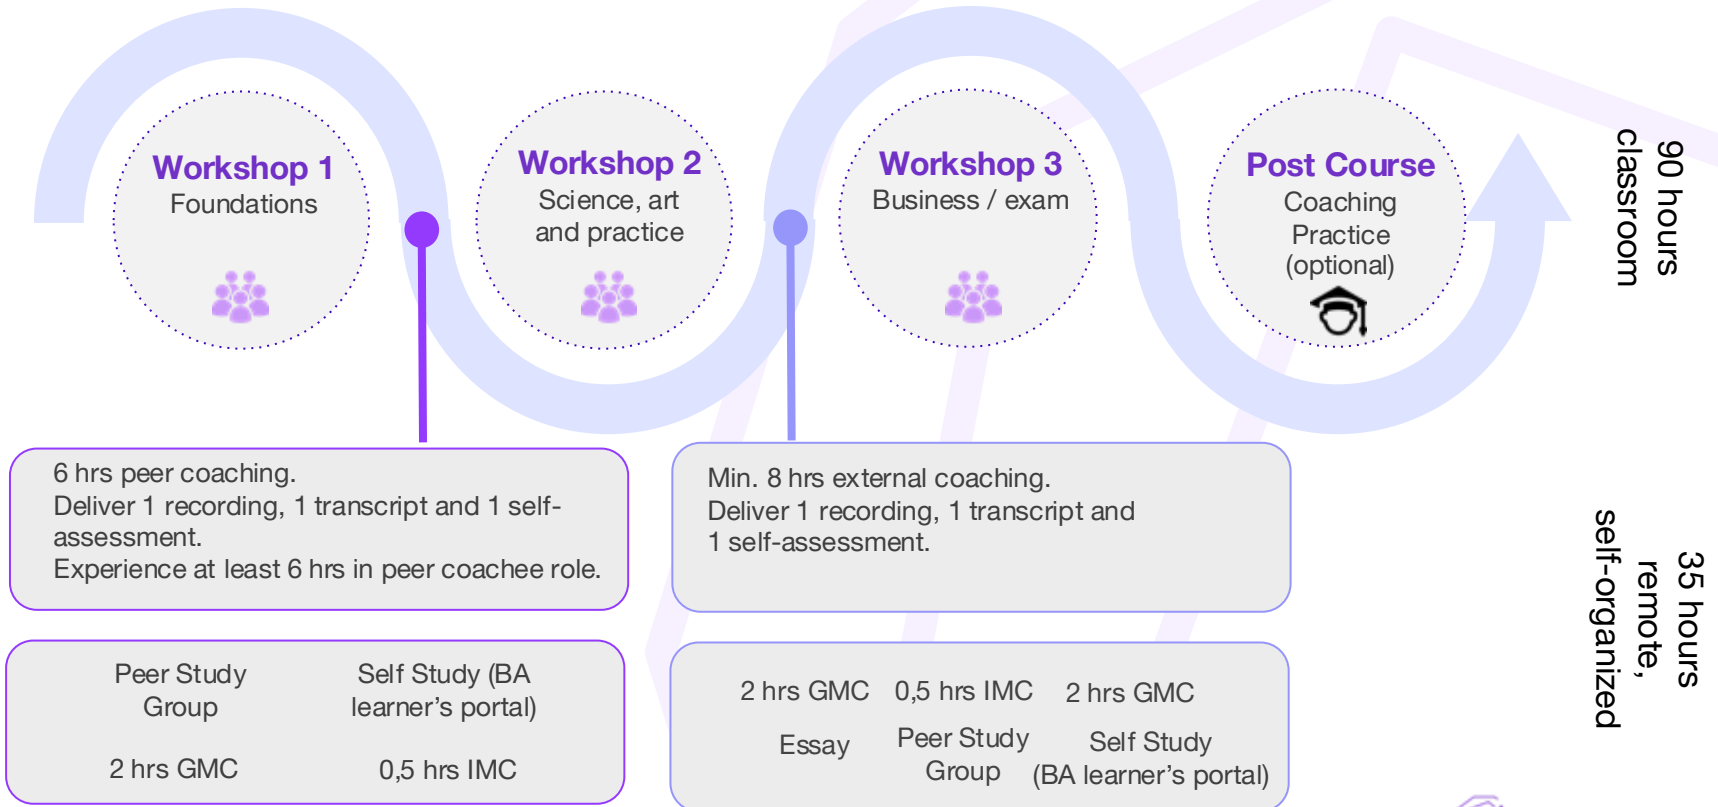 Workshop 1
Foundations
Workshop 2
Science, art
and practice
Workshop 3
Business / exam
Post Course
Coaching
Practice
(optional)
90 hours
classroom
6 hrs peer coaching.
Deliver 1 recording, 1 transcript and 1 self-
assessment.
Experience at least 6 hrs in peer coachee role.
Min. 8 hrs external coaching.
Deliver 1 recording, 1 transcript and
1 self-assessment.
35 hours
remote,
self-organized
Peer Study
Group
Self Study (BA
learner’s portal)
2 hrs GMC
0,5 hrs IMC
2 hrs GMC
0,5 hrs IMC
2 hrs GMC
Essay
Peer Study
Group
Self Study
(BA learner’s portal)